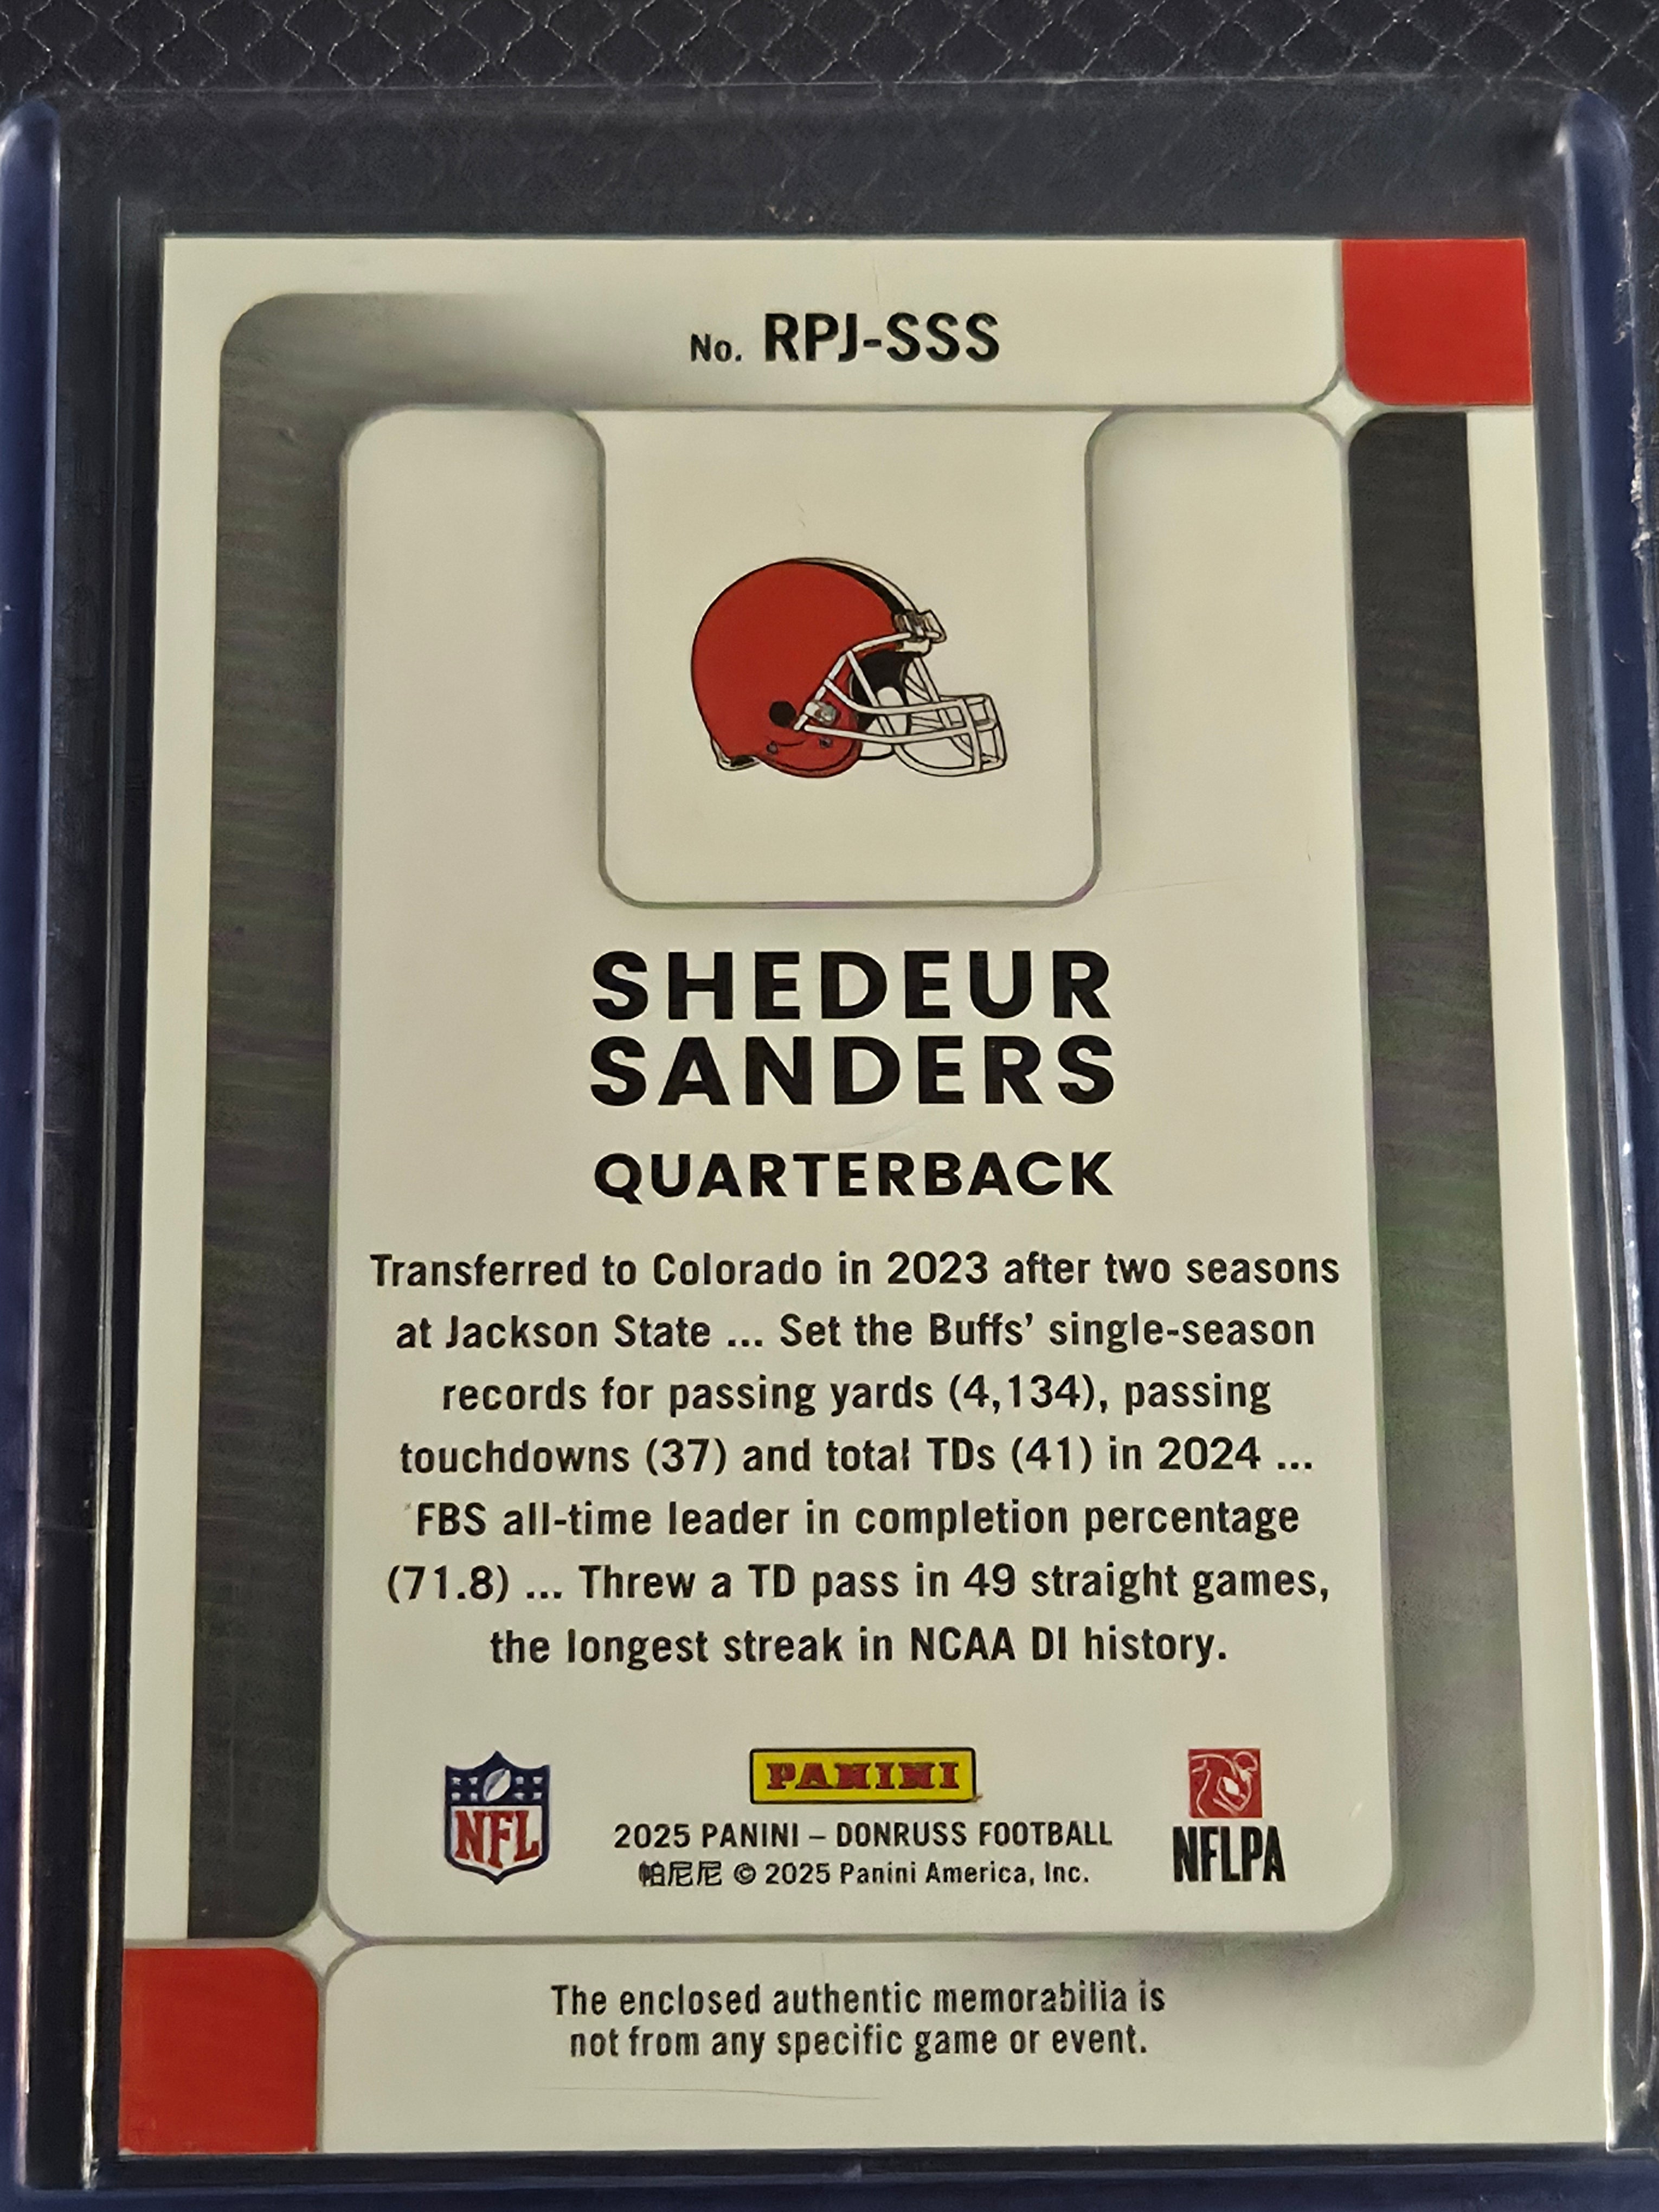 No. RPJ-SSS
SHEDEUR
SANDERS
QUARTERBACK
Transferred to Colorado in 2023 after two seasons
at Jackson State ... Set the Buffs’ single-season
records for passing yards (4,134), passing
touchdowns (37) and total TDs (41) in 2024 ...
FBS all-time leader in completion percentage
(71.8) ... Threw a TD pass in 49 straight games,
the longest streak in NCAA DI history.
NFL
PANINI
2025 PANINI – DONRUSS FOOTBALL
帕尼尼 © 2025 Panini America, Inc.
NFLPA
The enclosed authentic memorabilia is
not from any specific game or event.